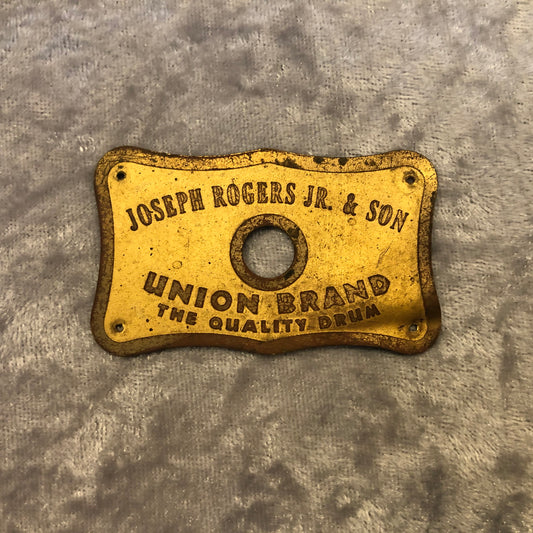 JOSEPH ROGERS JR. & SON
UNION BRAND
THE QUALITY DRUM